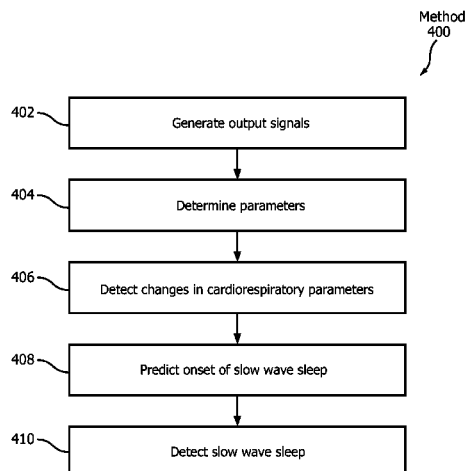 Method
400
402
Generate output signals
404
Determine parameters
406
Detect changes in cardiorespiratory parameters
408
Predict onset of slow wave sleep
410
Detect slow wave sleep